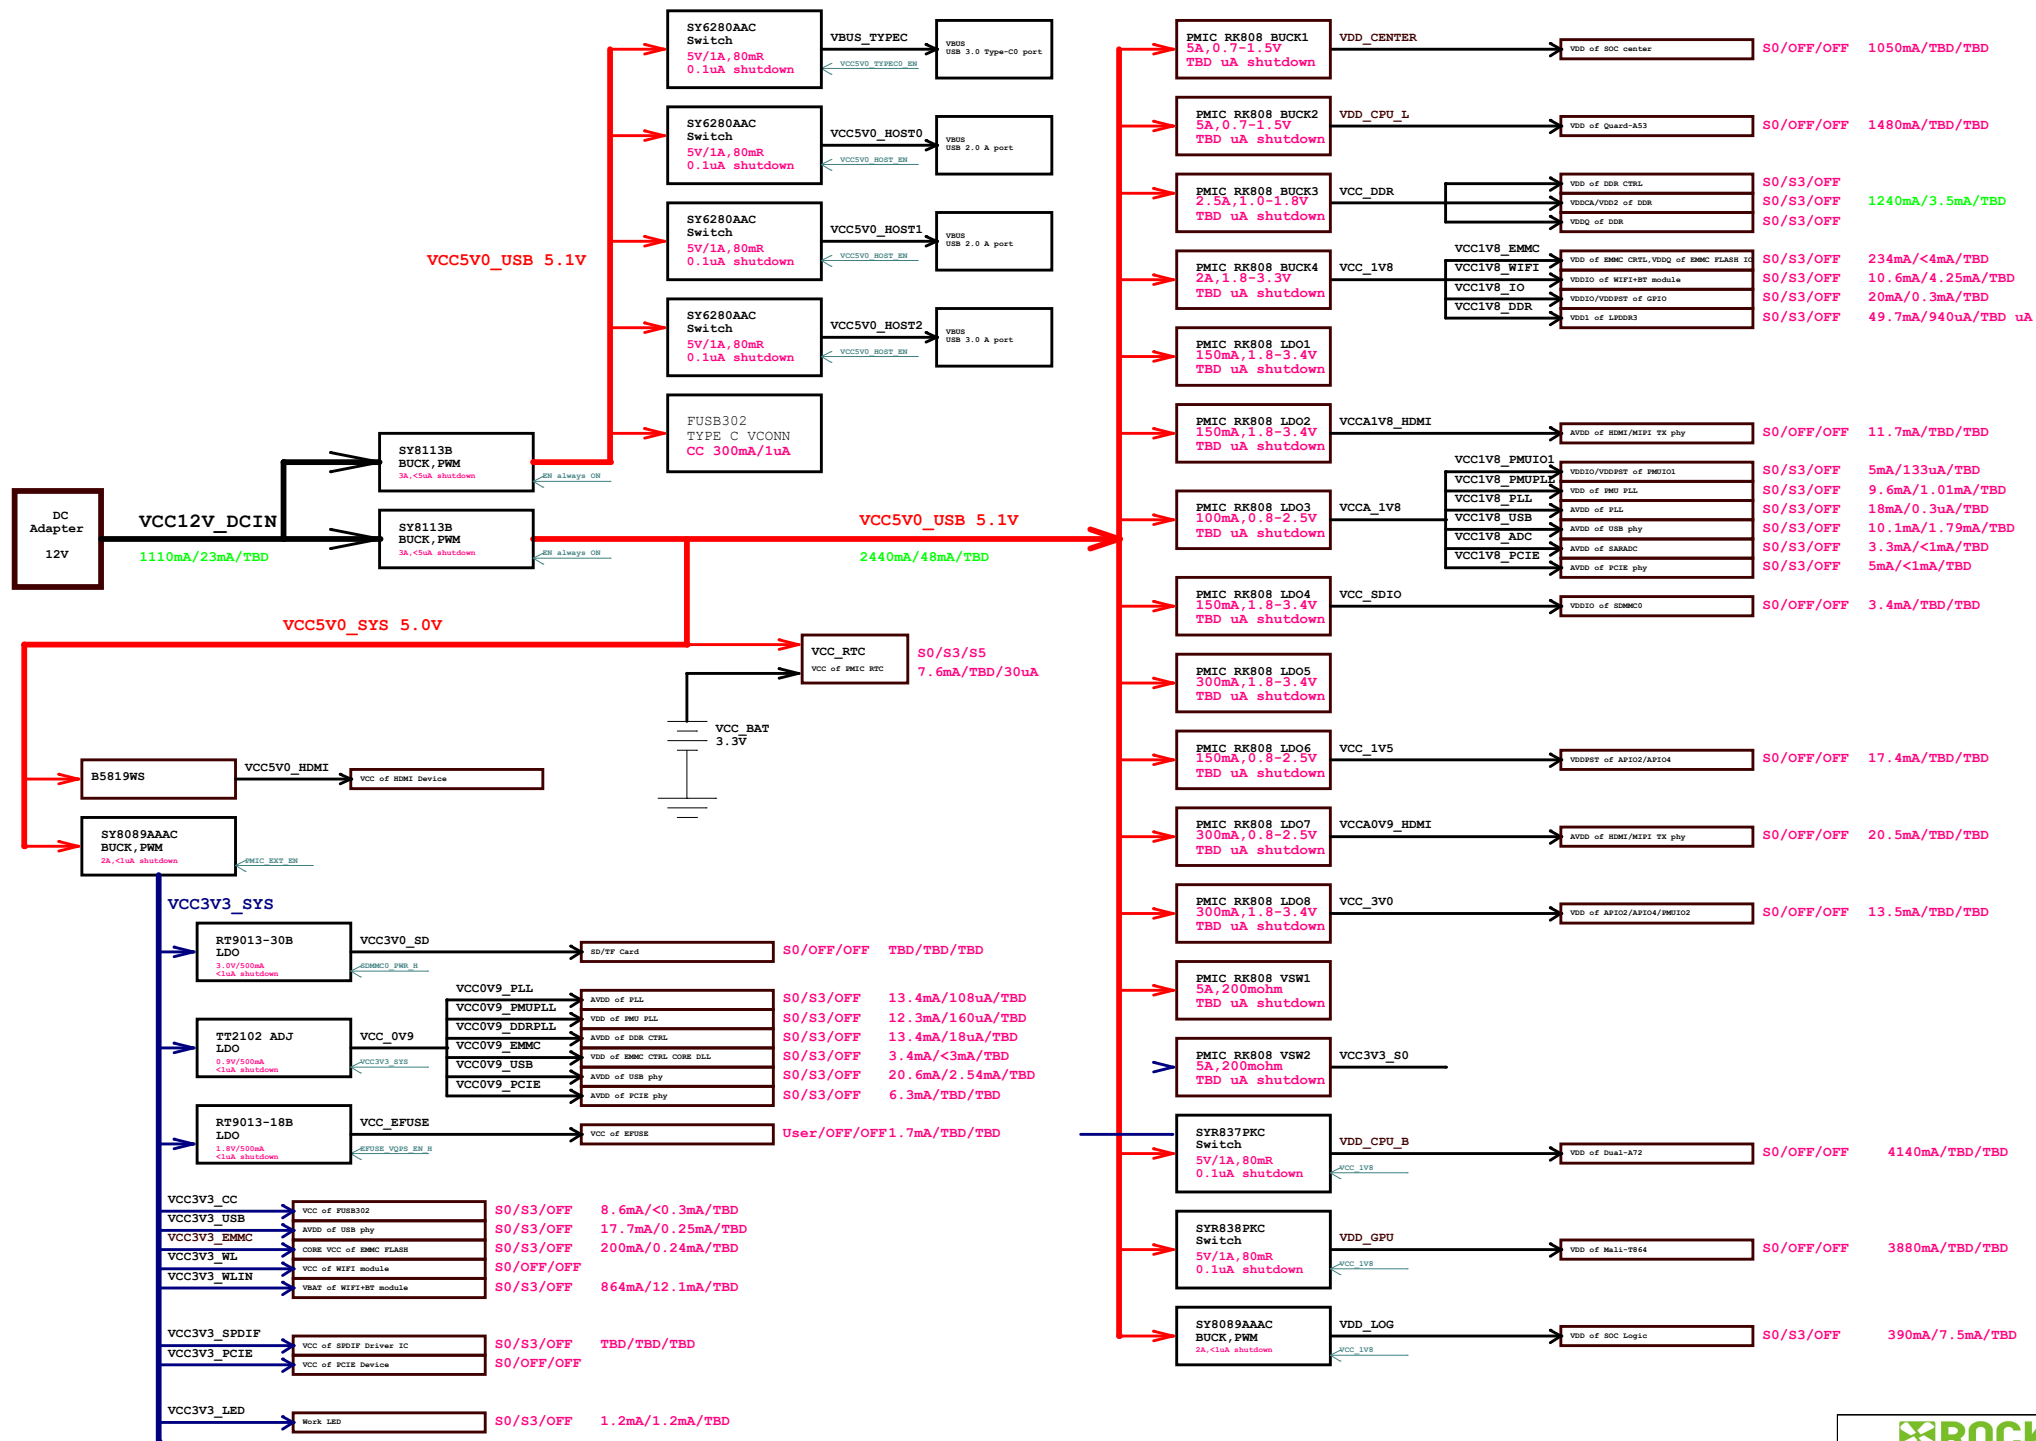 SY6280AAC
Switch
5V/1A,80mR
0.1uA shutdown
VBUS_TYPEC
VCC5V0_TYPEC0_EN
VBUS
USB 3.0 Type-C0 port
SY6280AAC
Switch
5V/1A,80mR
0.1uA shutdown
VCC5V0_HOST0
VCC5V0_HOST_EN
VBUS
USB 2.0 A port
SY6280AAC
Switch
5V/1A,80mR
0.1uA shutdown
VCC5V0_HOST1
VCC5V0_HOST_EN
VBUS
USB 2.0 A port
VCC5V0_USB 5.1V
SY6280AAC
Switch
5V/1A,80mR
0.1uA shutdown
VCC5V0_HOST2
VCC5V0_HOST_EN
VBUS
USB 3.0 A port
FUSB302
TYPE C VCONN
CC 300mA/1uA
SY8113B
BUCK,PWM
3A,<5uA shutdown
EN always ON
DC
Adapter
12V
VCC12V_DCIN
1110mA/23mA/TBD
SY8113B
BUCK,PWM
3A,<5uA shutdown
EN always ON
VCC5V0_USB 5.1V
2440mA/48mA/TBD
VCC5V0_SYS 5.0V
VCC_RTC
VCC of PMIC RTC
S0/S3/S5
7.6mA/TBD/30uA
VCC_BAT
3.3V
B5819WS
VCC5V0_HDMI
VCC of HDMI Device
SY8089AAAC
BUCK,PWM
2A,<1uA shutdown
PMIC_EXT_EN
VCC3V3_SYS
RT9013-30B
LDO
3.0V/500mA
<1uA shutdown
VCC3V0_SD
SDMMC0_PWR_H
SD/TF Card
S0/OFF/OFF TBD/TBD/TBD
TT2102 ADJ
LDO
0.9V/500mA
<1uA shutdown
VCC_0V9
VCC3V3_SYS
VCC0V9_PLL
AVDD of PLL
S0/S3/OFF 13.4mA/108uA/TBD
VCC0V9_PMUPLL
VDD of PMU PLL
S0/S3/OFF 12.3mA/160uA/TBD
VCC0V9_DDRPLL
AVDD of DDR CTRL
S0/S3/OFF 13.4mA/18uA/TBD
VCC0V9_EMMC
VDD of EMMC CTRL CORE DLL
S0/S3/OFF 3.4mA/<3mA/TBD
VCC0V9_USB
AVDD of USB phy
S0/S3/OFF 20.6mA/2.54mA/TBD
VCC0V9_PCIE
AVDD of PCIE phy
S0/S3/OFF 6.3mA/TBD/TBD
RT9013-18B
LDO
1.8V/500mA
<1uA shutdown
VCC_EFUSE
EFUSE_VQPS_EN_H
VCC of EFUSE
User/OFF/OFF 1.7mA/TBD/TBD
VCC3V3_CC
VCC of FUSB302
S0/S3/OFF 8.6mA/<0.3mA/TBD
VCC3V3_USB
AVDD of USB phy
S0/S3/OFF 17.7mA/0.25mA/TBD
VCC3V3_EMMC
CORE VCC of EMMC FLASH
S0/S3/OFF 200mA/0.24mA/TBD
VCC3V3_WL
VCC of WIFI module
S0/OFF/OFF
VCC3V3_WLIN
VBAT of WIFI+BT module
S0/S3/OFF 864mA/12.1mA/TBD
VCC3V3_SPDIF
VCC of SPDIF Driver IC
S0/S3/OFF TBD/TBD/TBD
VCC3V3_PCIE
VCC of PCIE Device
S0/OFF/OFF
VCC3V3_LED
Work LED
S0/S3/OFF 1.2mA/1.2mA/TBD
PMIC RK808 BUCK1
5A,0.7-1.5V
TBD uA shutdown
VDD_CENTER
VDD of SOC center
S0/OFF/OFF 1050mA/TBD/TBD
PMIC RK808 BUCK2
5A,0.7-1.5V
TBD uA shutdown
VDD_CPU_L
VDD of Quard-A53
S0/OFF/OFF 1480mA/TBD/TBD
PMIC RK808 BUCK3
2.5A,1.0-1.8V
TBD uA shutdown
VCC_DDR
VDD of DDR CTRL
S0/S3/OFF
VDDCA/VDD2 of DDR
S0/S3/OFF 1240mA/3.5mA/TBD
VDDQ of DDR
S0/S3/OFF
PMIC RK808 BUCK4
2A,1.8-3.3V
TBD uA shutdown
VCC_1V8
VCC1V8_EMMC
VDD of EMMC CRTL,VDDQ of EMMC FLASH IO
S0/S3/OFF 234mA/<4mA/TBD
VCC1V8_WIFI
VDDIO of WIFI+BT module
S0/S3/OFF 10.6mA/4.25mA/TBD
VCC1V8_IO
VDDIO/VDDPST of GPIO
S0/S3/OFF 20mA/0.3mA/TBD
VCC1V8_DDR
VDD1 of LPDDR3
S0/S3/OFF 49.7mA/940uA/TBD uA
PMIC RK808 LDO1
150mA,1.8-3.4V
TBD uA shutdown
PMIC RK808 LDO2
150mA,1.8-3.4V
TBD uA shutdown
VCCA1V8_HDMI
AVDD of HDMI/MIPI TX phy
S0/OFF/OFF 11.7mA/TBD/TBD
PMIC RK808 LDO3
100mA,0.8-2.5V
TBD uA shutdown
VCCA_1V8
VCC1V8_PMUIO1
VDDIO/VDDPST of PMUIO1
S0/S3/OFF 5mA/133uA/TBD
VCC1V8_PMUPLL
VDD of PMU PLL
S0/S3/OFF 9.6mA/1.01mA/TBD
VCC1V8_PLL
AVDD of PLL
S0/S3/OFF 18mA/0.3uA/TBD
VCC1V8_USB
AVDD of USB phy
S0/S3/OFF 10.1mA/1.79mA/TBD
VCC1V8_ADC
AVDD of SARADC
S0/S3/OFF 3.3mA/<1mA/TBD
VCC1V8_PCIE
AVDD of PCIE phy
S0/S3/OFF 5mA/<1mA/TBD
PMIC RK808 LDO4
150mA,1.8-3.4V
TBD uA shutdown
VCC_SDIO
VDDIO of SDMMC0
S0/OFF/OFF 3.4mA/TBD/TBD
PMIC RK808 LDO5
300mA,1.8-3.4V
TBD uA shutdown
PMIC RK808 LDO6
150mA,0.8-2.5V
TBD uA shutdown
VCC_1V5
VDDPST of APIO2/APIO4
S0/OFF/OFF 17.4mA/TBD/TBD
PMIC RK808 LDO7
300mA,0.8-2.5V
TBD uA shutdown
VCCA0V9_HDMI
AVDD of HDMI/MIPI TX phy
S0/OFF/OFF 20.5mA/TBD/TBD
PMIC RK808 LDO8
300mA,1.8-3.4V
TBD uA shutdown
VCC_3V0
VDD of APIO2/APIO4/PMUIO2
S0/OFF/OFF 13.5mA/TBD/TBD
PMIC RK808 VSW1
5A,200mohm
TBD uA shutdown
PMIC RK808 VSW2
5A,200mohm
TBD uA shutdown
VCC3V3_S0
SYR837PKC
Switch
5V/1A,80mR
0.1uA shutdown
VDD_CPU_B
VCC_1V8
VDD of Dual-A72
S0/OFF/OFF 4140mA/TBD/TBD
SYR838PKC
Switch
5V/1A,80mR
0.1uA shutdown
VDD_GPU
VCC_1V8
VDD of Mali-T864
S0/OFF/OFF 3880mA/TBD/TBD
SY8089AAAC
BUCK,PWM
2A,<1uA shutdown
VDD_LOG
VCC_1V8
VDD of SOC Logic
S0/S3/OFF 390mA/7.5mA/TBD
ROCK